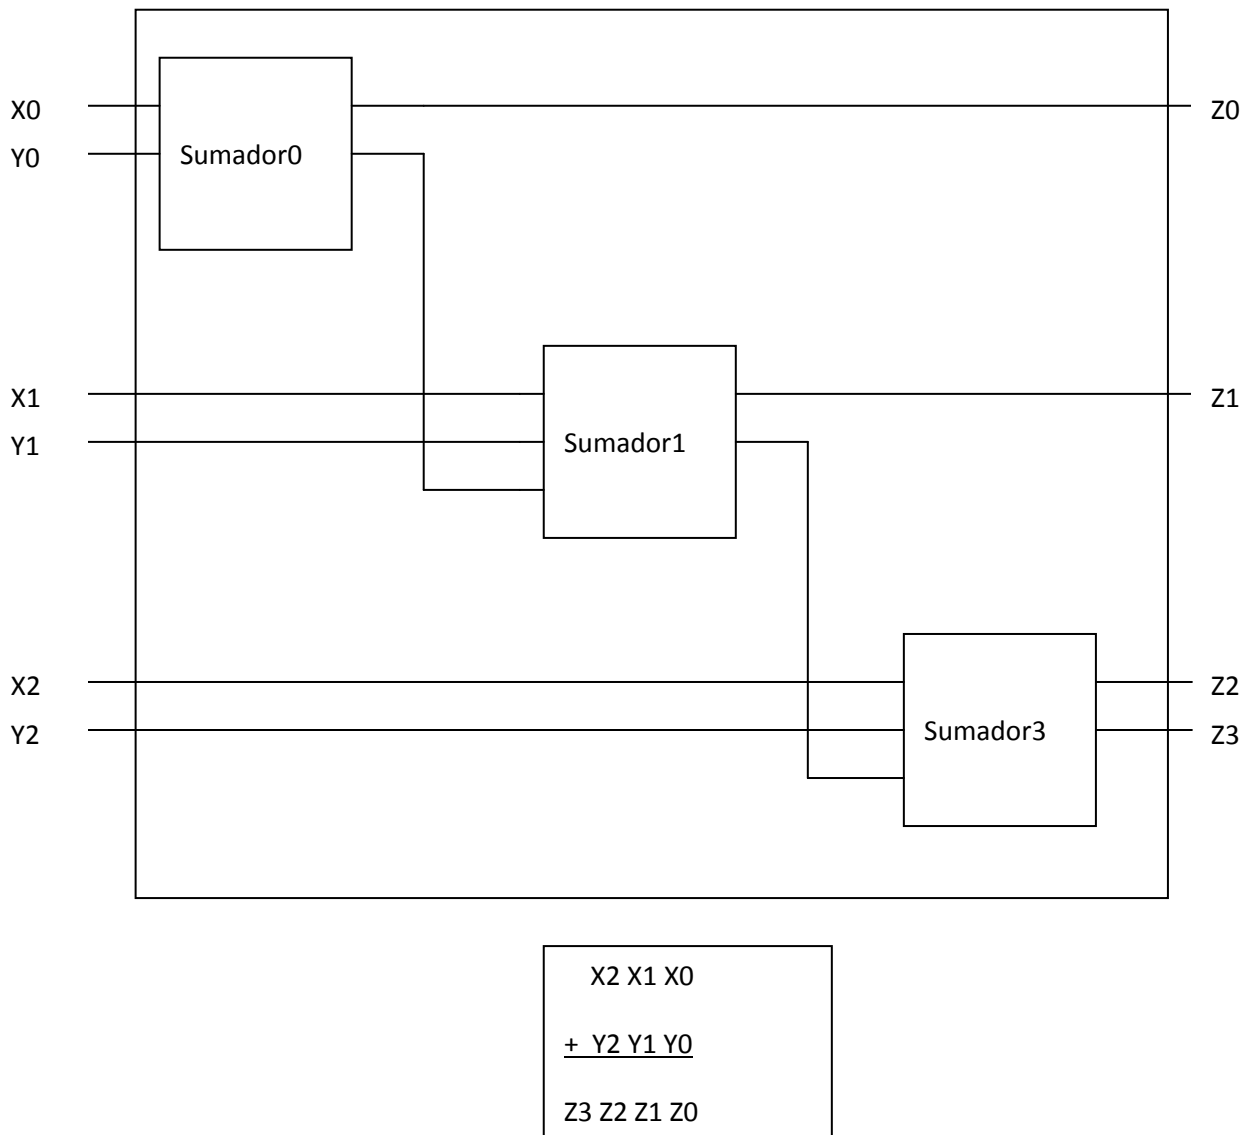 X0
Z0
Y0
Sumador0
X1
Z1
Y1
Sumador1
X2
Z2
Y2
Sumador3
Z3
X2 X1 X0
+ Y2 Y1 Y0
Z3 Z2 Z1 Z0